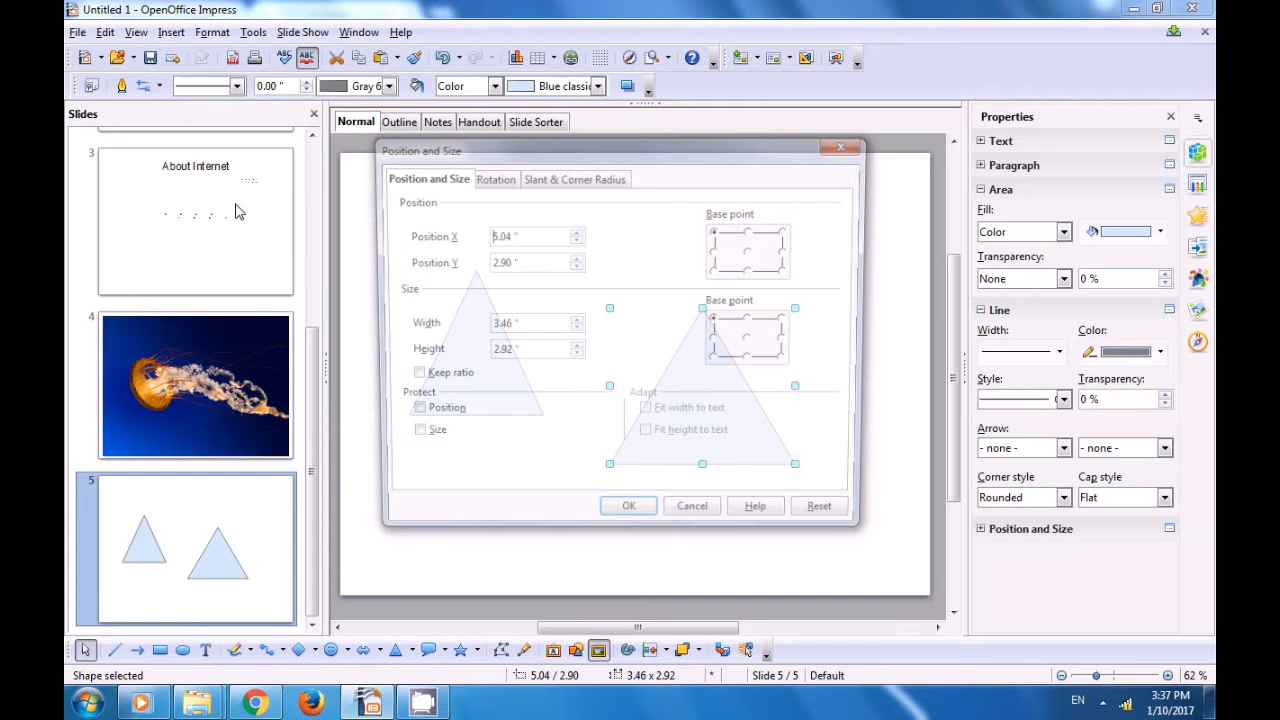 Untitled 1 - OpenOffice Impress
File Edit View Insert Format Tools Slide Show Window Help
0.00 " Gray 6 Color Blue classic
Slides
Normal Outline Notes Handout Slide Sorter
Properties
3
About Internet
Position and Size
Position and Size Rotation Slant & Corner Radius
Position
Position X 5.04 "
Position Y 2.90 "
Base point
Size
Width 3.46 "
Height 2.92 "
Keep ratio
Base point
Protect
Position
Size
Adapt
Fit width to text
Fit height to text
OK Cancel Help Reset
4
5
Text
Paragraph
Area
Fill:
Color
Transparency:
None 0 %
Line
Width: Color:
Style: Transparency:
0 %
Arrow:
- none - - none -
Corner style Cap style
Rounded Flat
Position and Size
Shape selected 5.04 / 2.90 3.46 x 2.92 * Slide 5 / 5 Default 62 %
EN 3:37 PM
1/10/2017